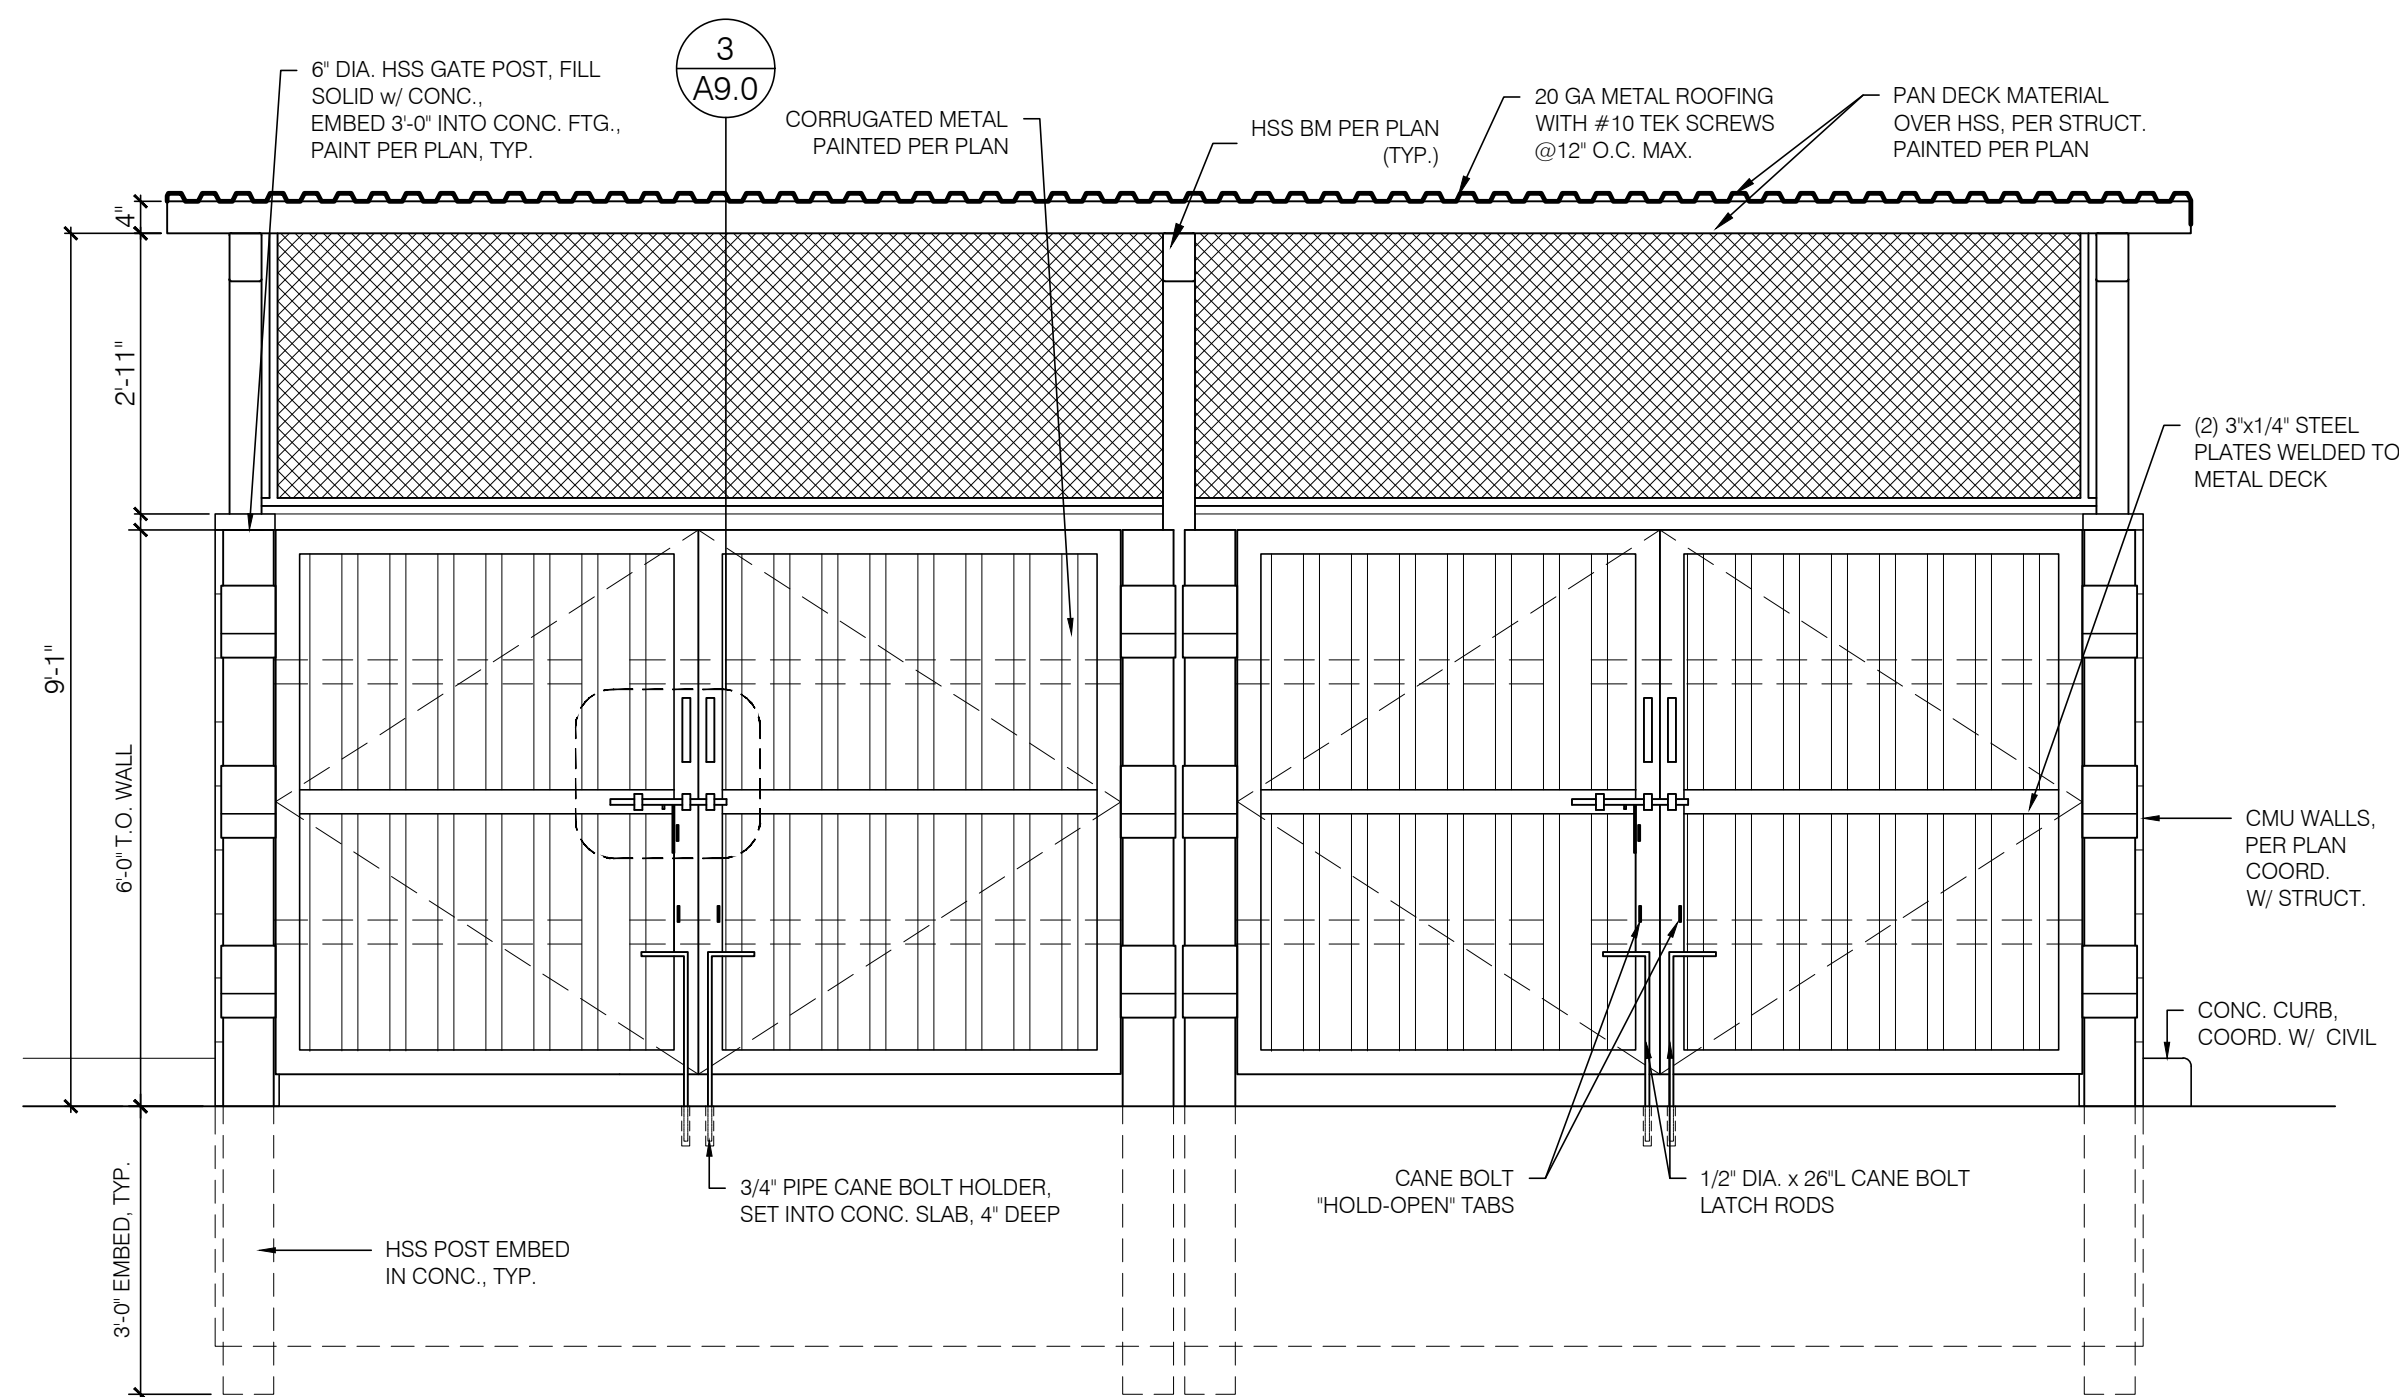 3
A9.0
6" DIA. HSS GATE POST, FILL
SOLID w/ CONC.,
EMBED 3'-0" INTO CONC. FTG.,
PAINT PER PLAN, TYP.
CORRUGATED METAL
PAINTED PER PLAN
HSS BM PER PLAN
(TYP.)
20 GA METAL ROOFING
WITH #10 TEK SCREWS
@12" O.C. MAX.
PAN DECK MATERIAL
OVER HSS, PER STRUCT.
PAINTED PER PLAN
4"
2'-11"
9'-1"
6'-0" T.O. WALL
3'-0" EMBED, TYP.
(2) 3"x1/4" STEEL
PLATES WELDED TO
METAL DECK
CMU WALLS,
PER PLAN
COORD.
W/ STRUCT.
CONC. CURB,
COORD. W/ CIVIL
3/4" PIPE CANE BOLT HOLDER,
SET INTO CONC. SLAB, 4" DEEP
HSS POST EMBED
IN CONC., TYP.
CANE BOLT
"HOLD-OPEN" TABS
1/2" DIA. x 26"L CANE BOLT
LATCH RODS